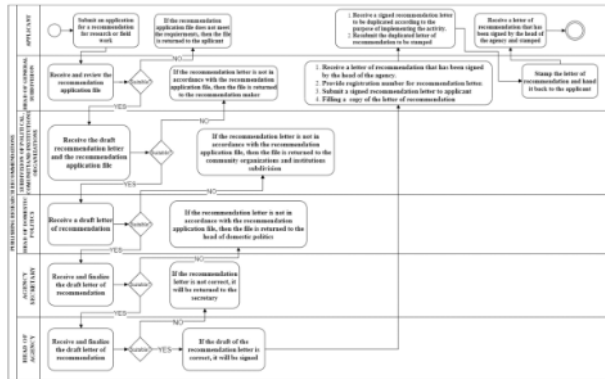 PUBLISHING RESEARCH RECOMMENDATIONS
APPLICANT
Submit an application
for a recommendation
for research or field
work
If the recommendation
application file does not
meet the requirements,
then the file is
returned to the
1. Receive a signed recommendation letter
to be duplicated according to the
purpose of implementing the activity.
2. Resubmit the duplicated letter
of recommendation to be stamped
Receive a letter of
recommendation that has
been signed by the head of
the agency and stamped
HEAD OF GENERAL
SUBDIVISION
Receive and review the
recommendation
application file
NO
YES
If the recommendation letter is not in
accordance with the recommendation
application file, then the file is returned to
the recommendation maker
1. Receive a letter of recommendation that has been signed
by the head of the agency.
2. Provide registration number for recommendation letter.
3. Submit a signed recommendation letter to applicant
4. Filling a copy of the letter of recommendation
Stamp the letter of
recommendation and hand it
back to the applicant
SUBDIVISION OF POLITICAL,
COMMUNITY AND INSTITUTIONS
ORGANIZATIONS
Receive the draft
recommendation letter
and the recommendation
application file
NO
YES
If the recommendation letter is not in
accordance with the recommendation
application file, then the file is returned to the
community organizations and institutions
subdivision
HEAD OF DOMESTIC
POLITICS
Receive a draft letter
of recommendation
NO
YES
If the recommendation letter is not in
accordance with the recommendation
application file, then the file is returned to the
head of domestic politics
AGENCY
SECRETARY
Receive and finalize
the draft letter of
recommendation
NO
YES
If the recommendation
letter is not correct, it
will be returned to the
secretary
HEAD OF
AGENCY
Receive and finalize
the draft letter of
recommendation
NO
YES
If the draft of the
recommendation letter is
correct, it will be signed